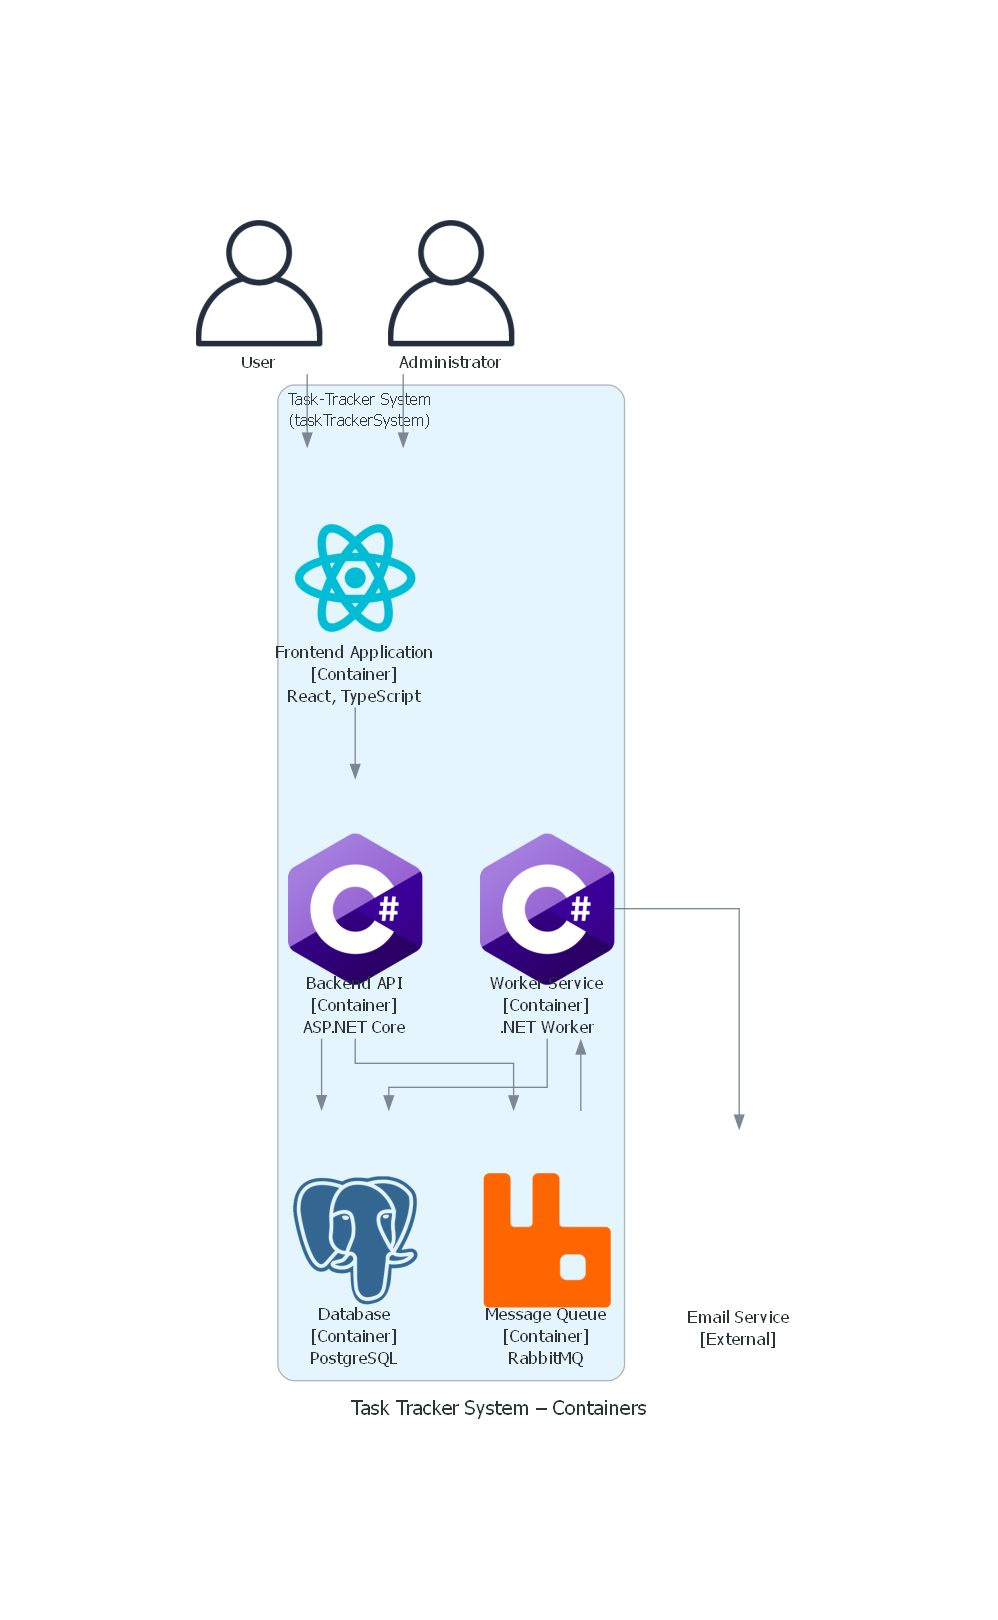 User
Administrator
Task-Tracker System
(taskTrackerSystem)
Frontend Application
[Container]
React, TypeScript
Backend API
[Container]
ASP.NET Core
Worker Service
[Container]
.NET Worker
Database
[Container]
PostgreSQL
Message Queue
[Container]
RabbitMQ
Email Service
[External]
Task Tracker System – Containers